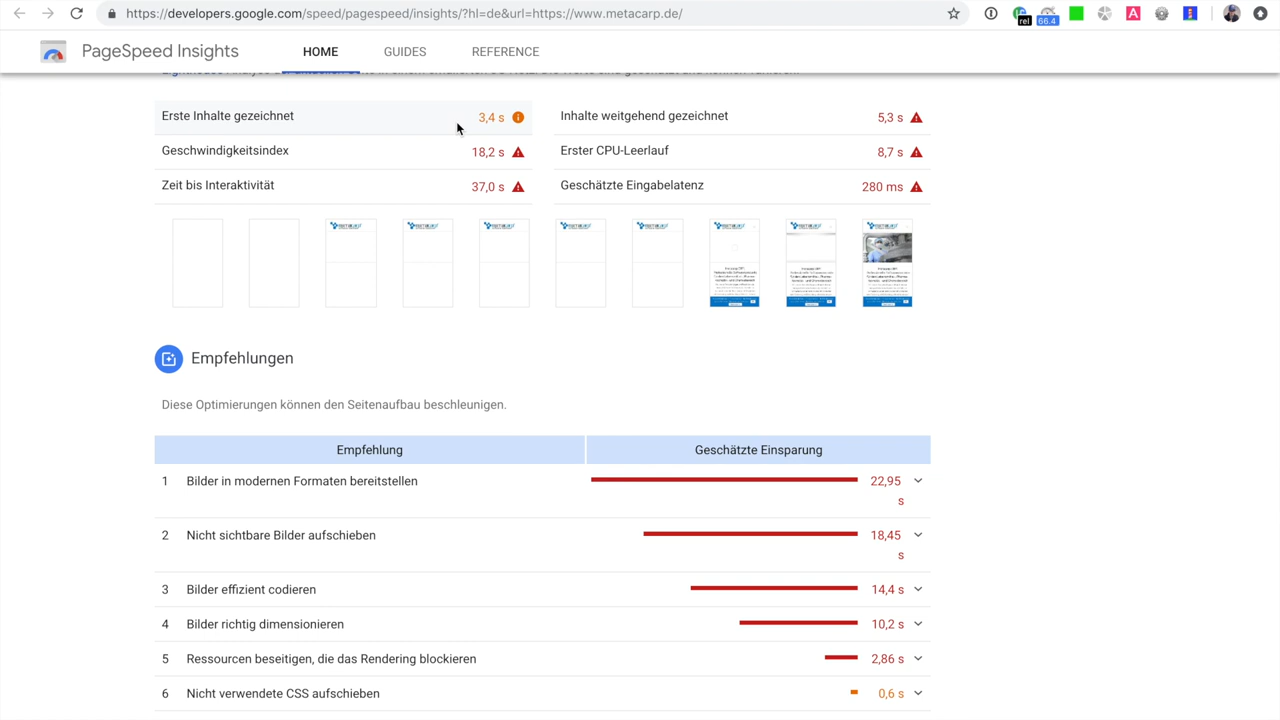 https://developers.google.com/speed/pagespeed/insights/?hl=de&url=https://www.metacarp.de/
rel
66.4
A
PageSpeed Insights
HOME
GUIDES
REFERENCE
Erste Inhalte gezeichnet
3,4 s
Inhalte weitgehend gezeichnet
5,3 s
Geschwindigkeitsindex
18,2 s
Erster CPU-Leerlauf
8,7 s
Zeit bis Interaktivität
37,0 s
Geschätzte Eingabelatenz
280 ms
Empfehlungen
Diese Optimierungen können den Seitenaufbau beschleunigen.
Empfehlung
Geschätzte Einsparung
1 Bilder in modernen Formaten bereitstellen
22,95 s
2 Nicht sichtbare Bilder aufschieben
18,45 s
3 Bilder effizient codieren
14,4 s
4 Bilder richtig dimensionieren
10,2 s
5 Ressourcen beseitigen, die das Rendering blockieren
2,86 s
6 Nicht verwendete CSS aufschieben
0,6 s